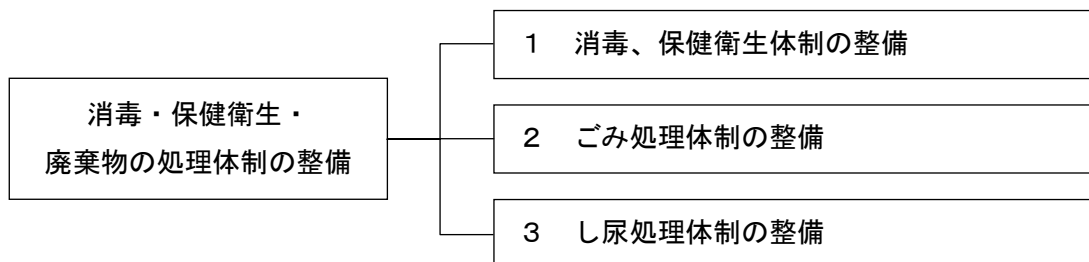 消毒・保健衛生・
廃棄物の処理体制の整備
１　消毒、保健衛生体制の整備
２　ごみ処理体制の整備
３　し尿処理体制の整備